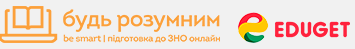 будь розумним
be smart | підготовка до ЗНО онлайн
EDUGET